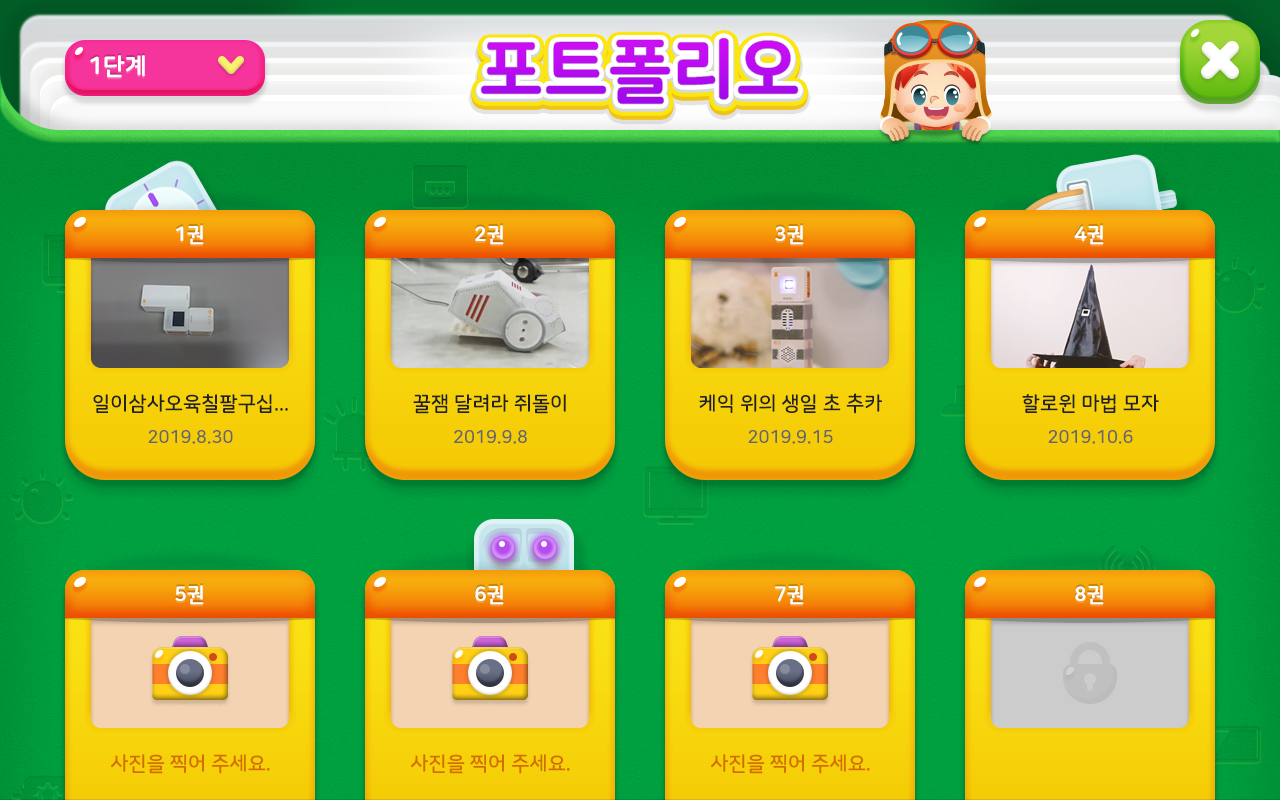 1단계
포트폴리오
1권
2권
3권
4권
일이삼사오육칠팔구십...
2019.8.30
꿀잼 달려라 쥐돌이
2019.9.8
케익 위의 생일 초 추카
2019.9.15
할로윈 마법 모자
2019.10.6
5권
6권
7권
8권
사진을 찍어 주세요.
사진을 찍어 주세요.
사진을 찍어 주세요.